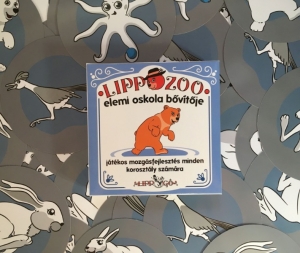 LIPPOZOO
elemi oskola bővítője
játékos mozgásfejlesztés minden
korosztály számára